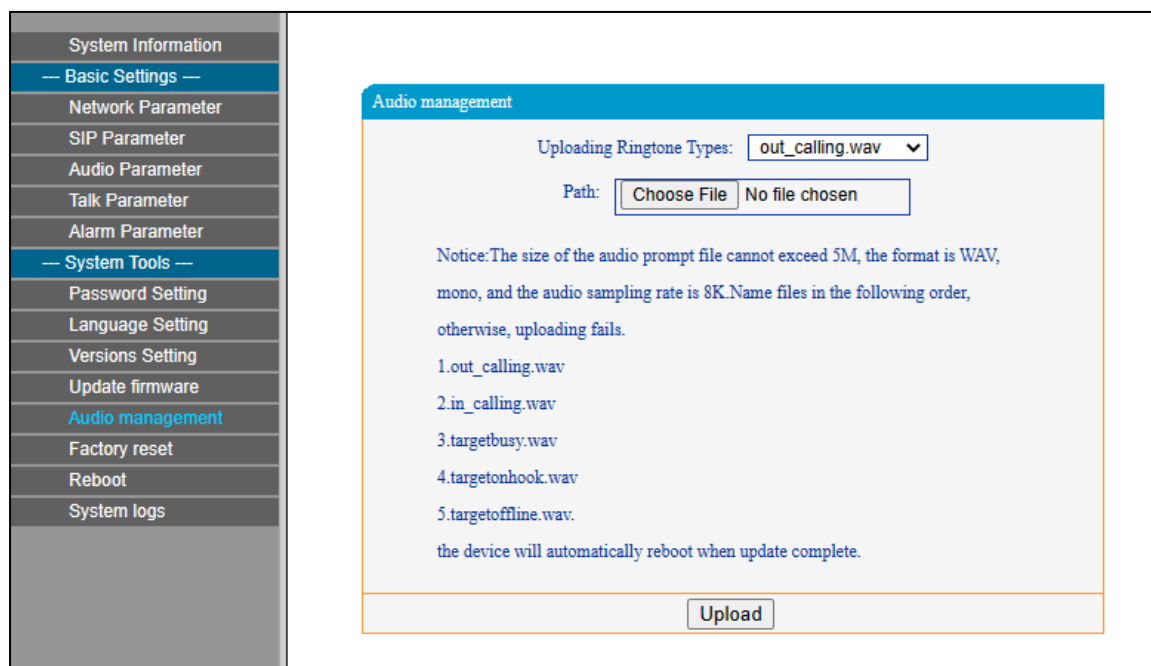 System Information
--- Basic Settings ---
Network Parameter
SIP Parameter
Audio Parameter
Talk Parameter
Alarm Parameter
--- System Tools ---
Password Setting
Language Setting
Versions Setting
Update firmware
Audio management
Factory reset
Reboot
System logs
Audio management
Uploading Ringtone Types: out_calling.wav
Path: Choose File No file chosen
Notice:The size of the audio prompt file cannot exceed 5M, the format is WAV,
mono, and the audio sampling rate is 8K.Name files in the following order,
otherwise, uploading fails.
1.out_calling.wav
2.in_calling.wav
3.targetbusy.wav
4.targetonhook.wav
5.targetoffline.wav.
the device will automatically reboot when update complete.
Upload